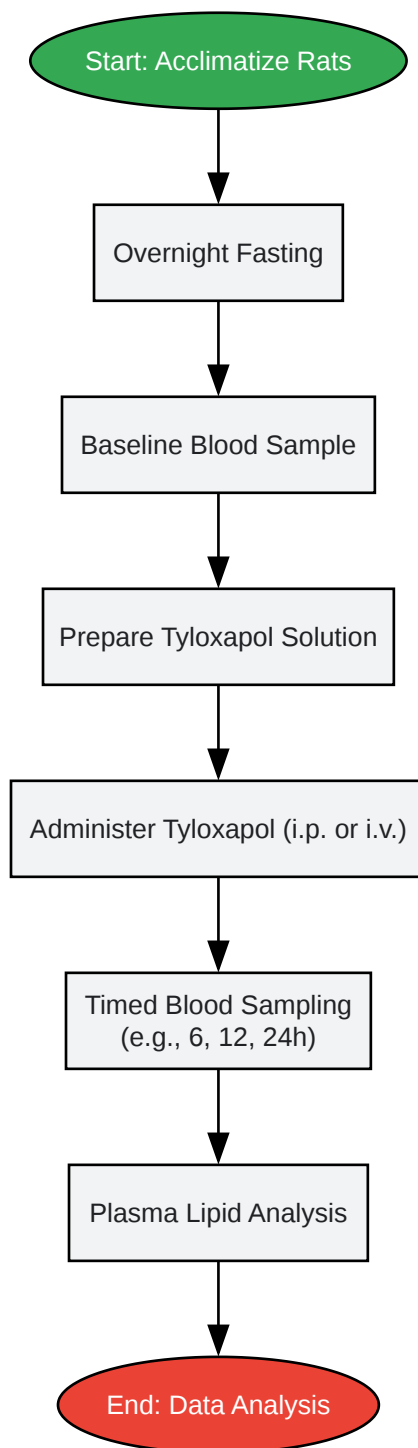 Start: Acclimatize Rats
Overnight Fasting
Baseline Blood Sample
Prepare Tyloxapol Solution
Administer Tyloxapol (i.p. or i.v.)
Timed Blood Sampling
(e.g., 6, 12, 24h)
Plasma Lipid Analysis
End: Data Analysis